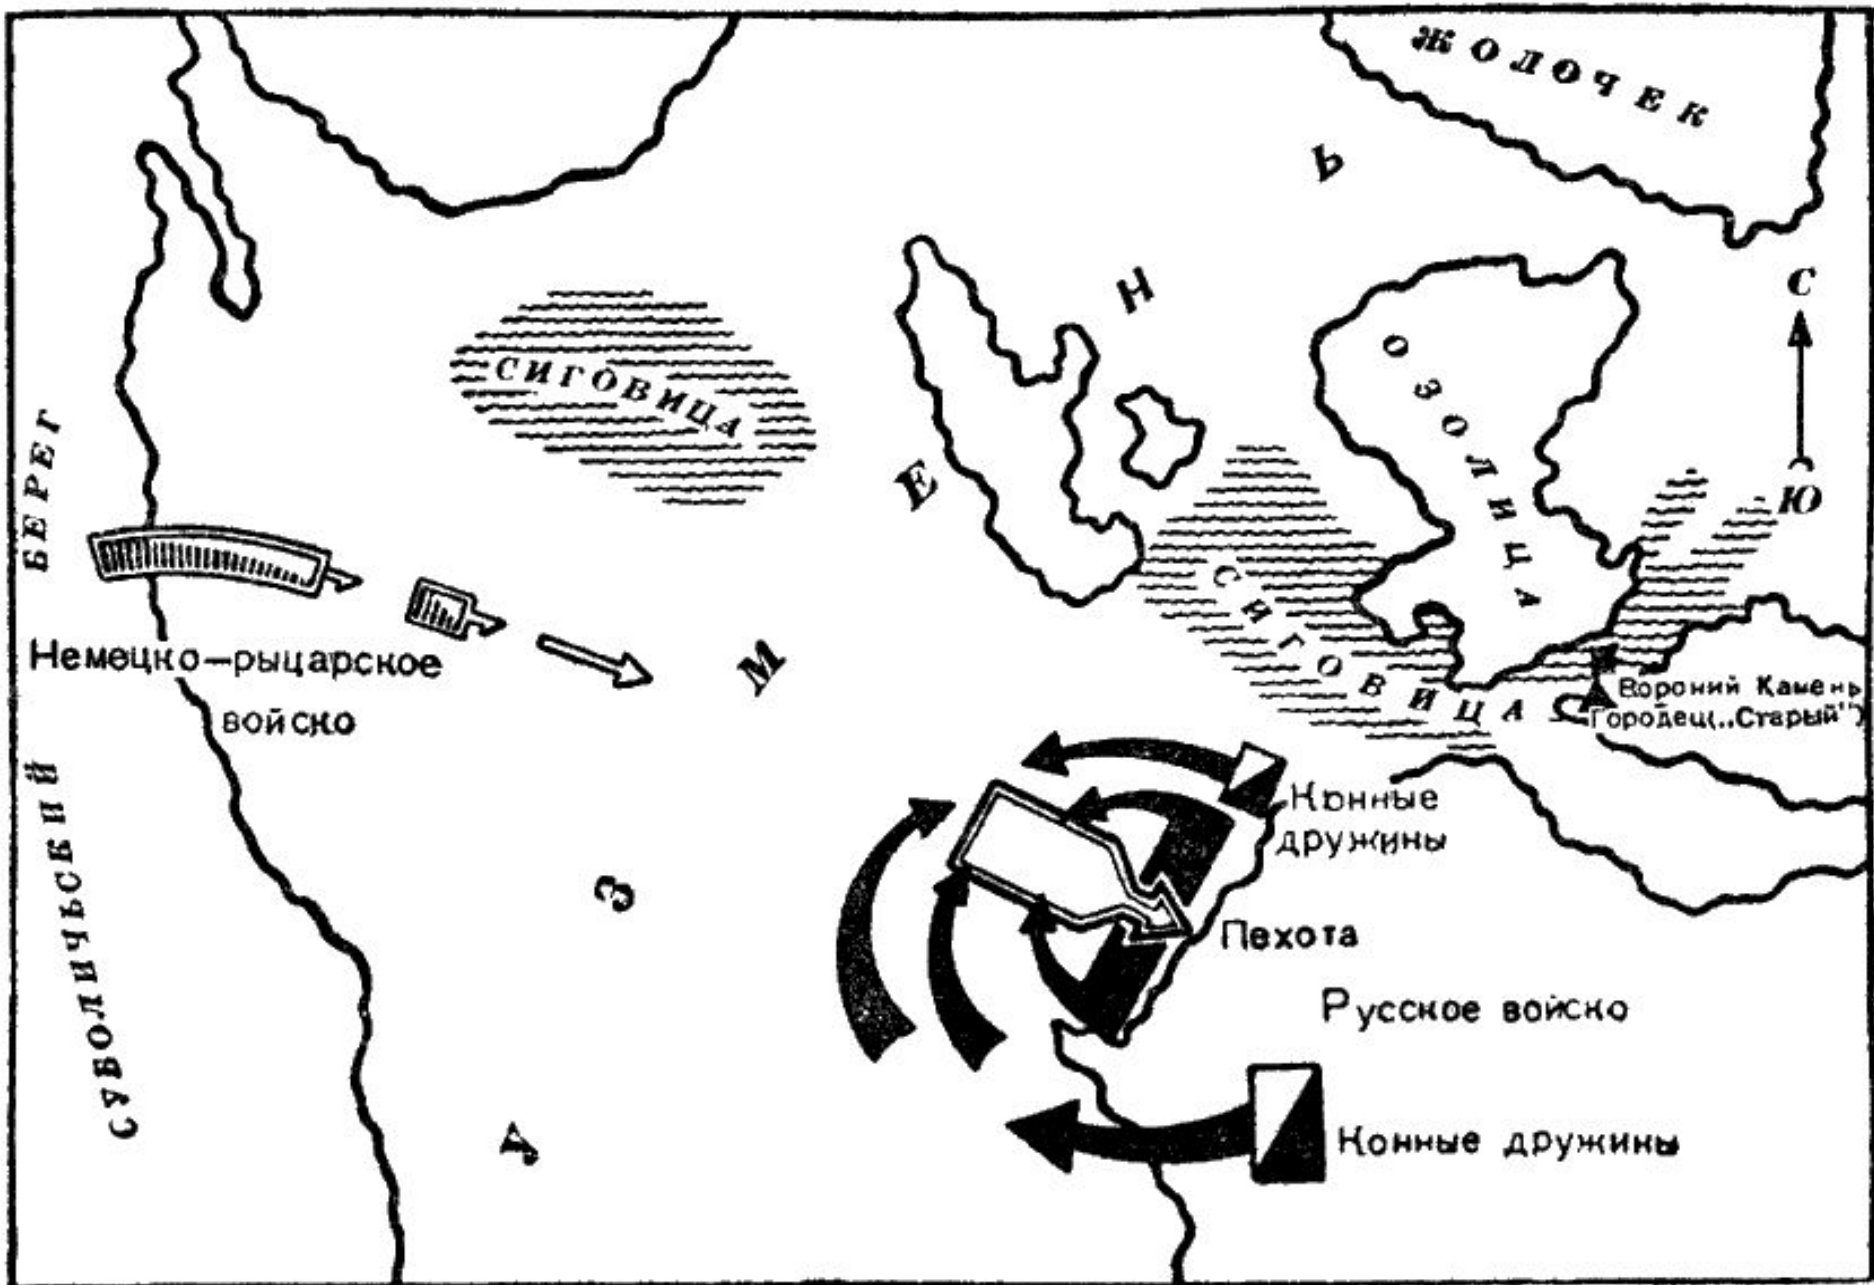 ЖОЛОЧЕК
УЗМЕНЬ
С
Ю
СИГОВИЦА
ОЗОЛИЦА
СИГОВИЦА
СУБОЛИЧЬСКИЙ БЕРЕГ
Немецко-рыцарское
войско
Вороний Камень
Городец („Старый")
Конные
дружины
Пехота
Русское войско
Конные дружины